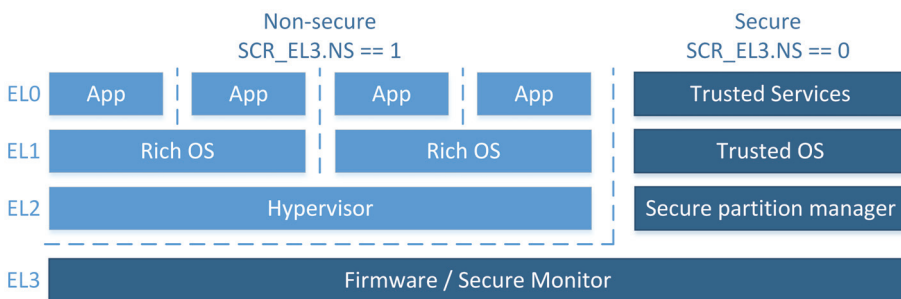 Non-secure
SCR_EL3.NS == 1
Secure
SCR_EL3.NS == 0
EL0 App App App App Trusted Services
EL1 Rich OS Rich OS Trusted OS
EL2 Hypervisor Secure partition manager
EL3 Firmware / Secure Monitor